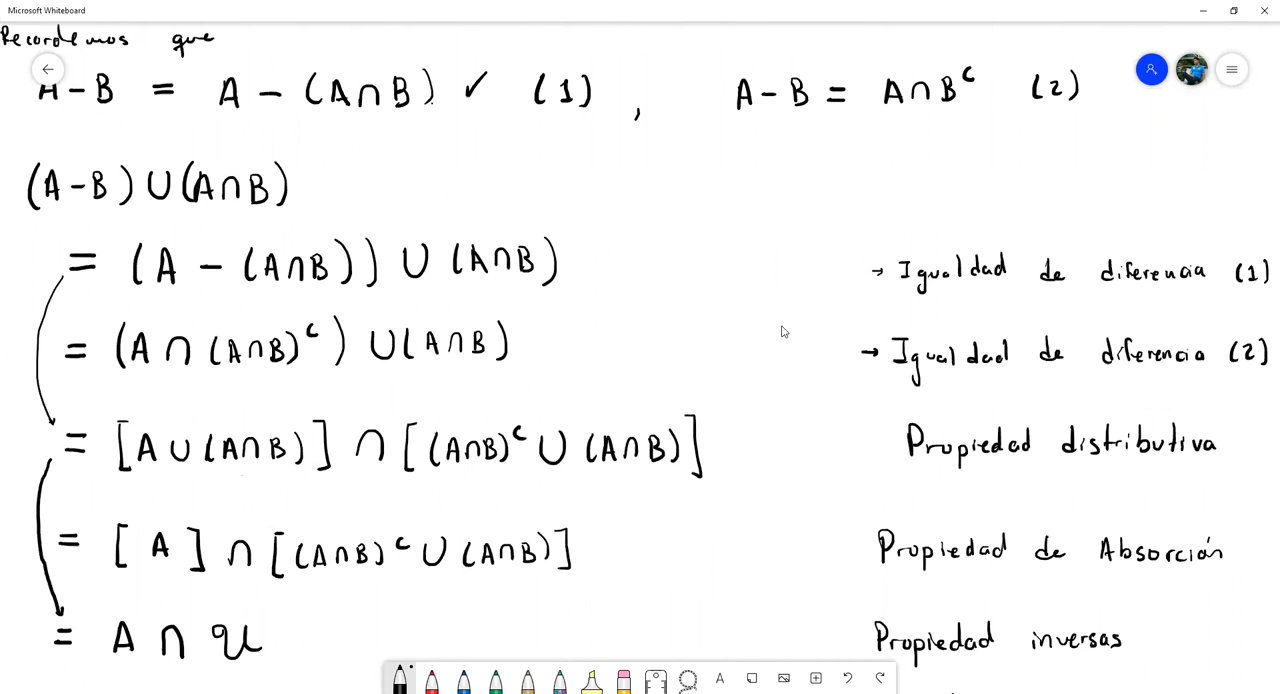 Microsoft Whiteboard
Recordemos que
A - B = A - (A∩B) ✓ (1) , A - B = A∩Bᶜ (2)
(A - B) ∪ (A∩B)
= (A - (A∩B)) ∪ (A∩B) → Igualdad de diferencia (1)
= (A ∩ (A∩B)ᶜ) ∪ (A∩B) → Igualdad de diferencia (2)
= [A ∪ (A∩B)] ∩ [(A∩B)ᶜ ∪ (A∩B)] Propiedad distributiva
= [A] ∩ [(A∩B)ᶜ ∪ (A∩B)] Propiedad de Absorción
= A ∩ 𝒰 Propiedad inversas